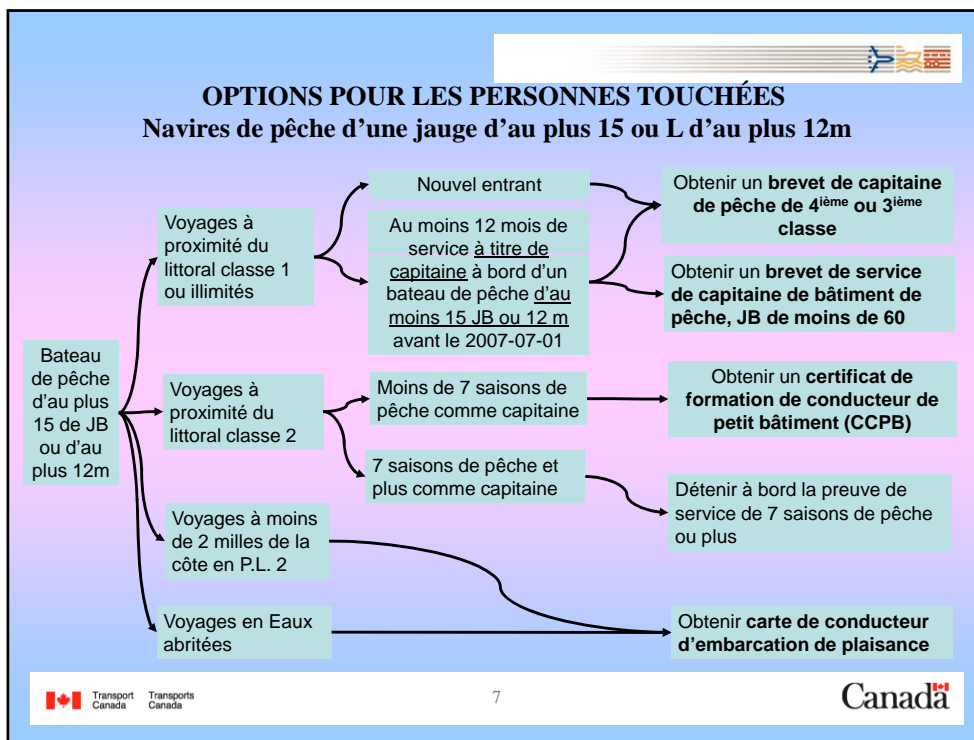 OPTIONS POUR LES PERSONNES TOUCHÉES
Navires de pêche d'une jauge d'au plus 15 ou L d'au plus 12m
Bateau
de pêche
d'au plus
15 de JB
ou d'au
plus 12m
Voyages à
proximité du
littoral classe 1
ou illimités
Nouvel entrant
Au moins 12 mois de
service à titre de
capitaine à bord d'un
bateau de pêche d'au
moins 15 JB ou 12 m
avant le 2007-07-01
Obtenir un brevet de capitaine
de pêche de 4ième ou 3ième
classe
Obtenir un brevet de service
de capitaine de bâtiment de
pêche, JB de moins de 60
Voyages à
proximité du
littoral classe 2
Moins de 7 saisons de
pêche comme capitaine
Obtenir un certificat de
formation de conducteur de
petit bâtiment (CCPB)
7 saisons de pêche et
plus comme capitaine
Détenir à bord la preuve de
service de 7 saisons de pêche
ou plus
Voyages à moins
de 2 milles de la
côte en P.L. 2
Voyages en Eaux
abritées
Obtenir carte de conducteur
d'embarcation de plaisance
Transport Transports
Canada Canada
7
Canada